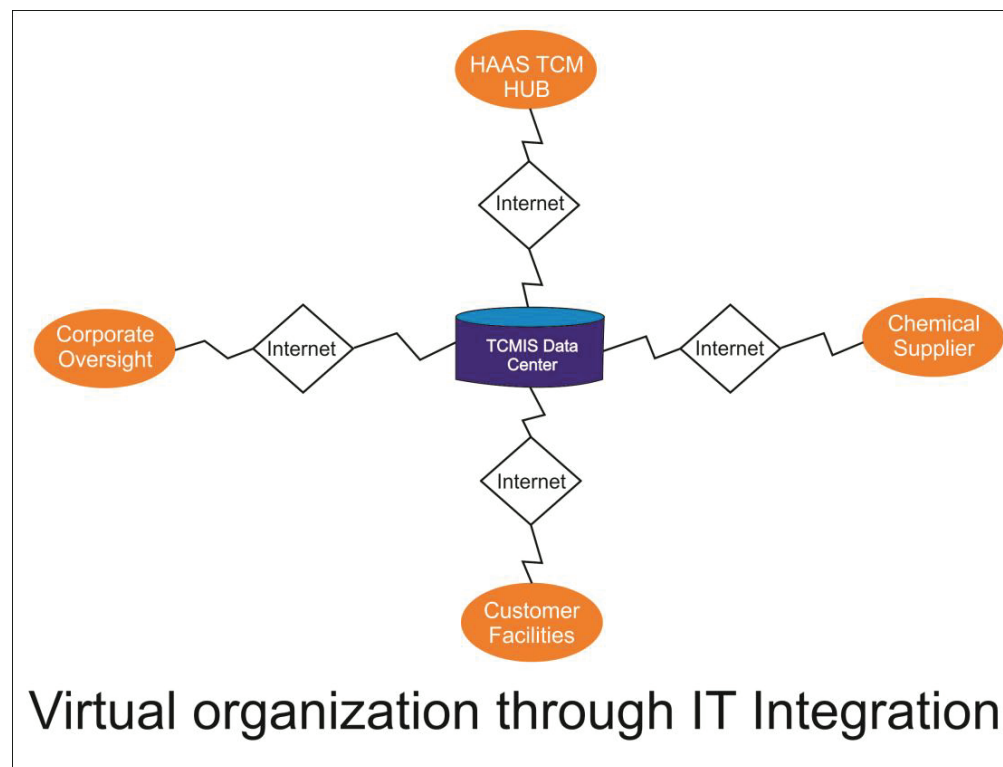 HAAS TCM
HUB
Internet
Corporate
Oversight
Internet
TCMIS Data
Center
Internet
Chemical
Supplier
Internet
Customer
Facilities
Virtual organization through IT Integration